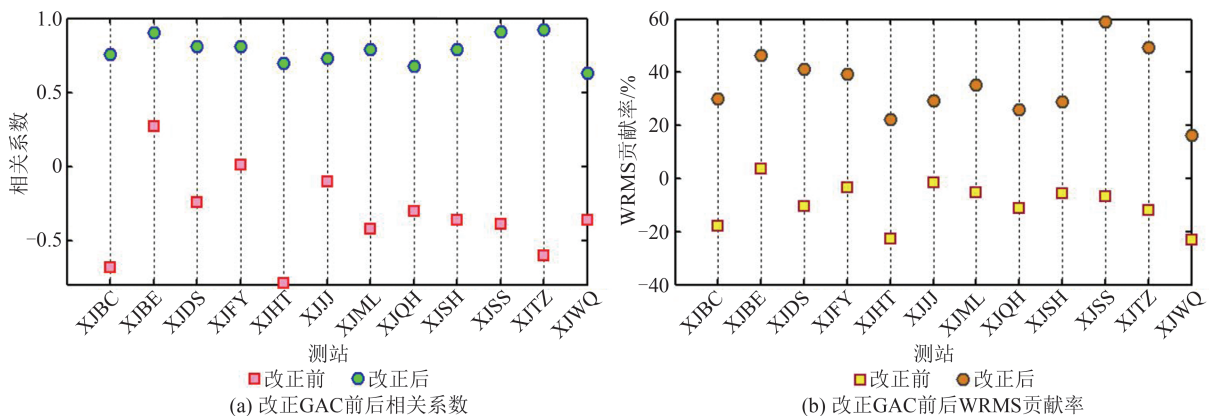 1.0
0.5
0
−0.5
相关系数
XJBC XJBE XJDS XJFY XJHT XJJJ XJML XJQH XJSH XJSS XJTZ XJWQ
测站
改正前 改正后
(a) 改正GAC前后相关系数
60
40
20
0
−20
−40
WRMS贡献率/%
XJBC XJBE XJDS XJFY XJHT XJJJ XJML XJQH XJSH XJSS XJTZ XJWQ
测站
改正前 改正后
(b) 改正GAC前后WRMS贡献率